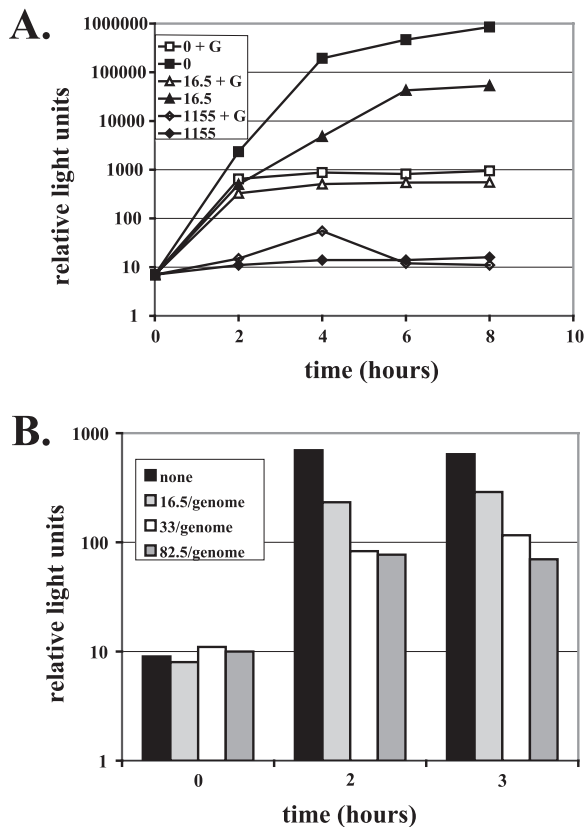 A.
relative light units
1000000
100000
10000
1000
100
10
1
0 + G
0
16.5 + G
16.5
1155 + G
1155
0 2 4 6 8 10
time (hours)
B.
relative light units
1000
100
10
1
none
16.5/genome
33/genome
82.5/genome
0 2 3
time (hours)